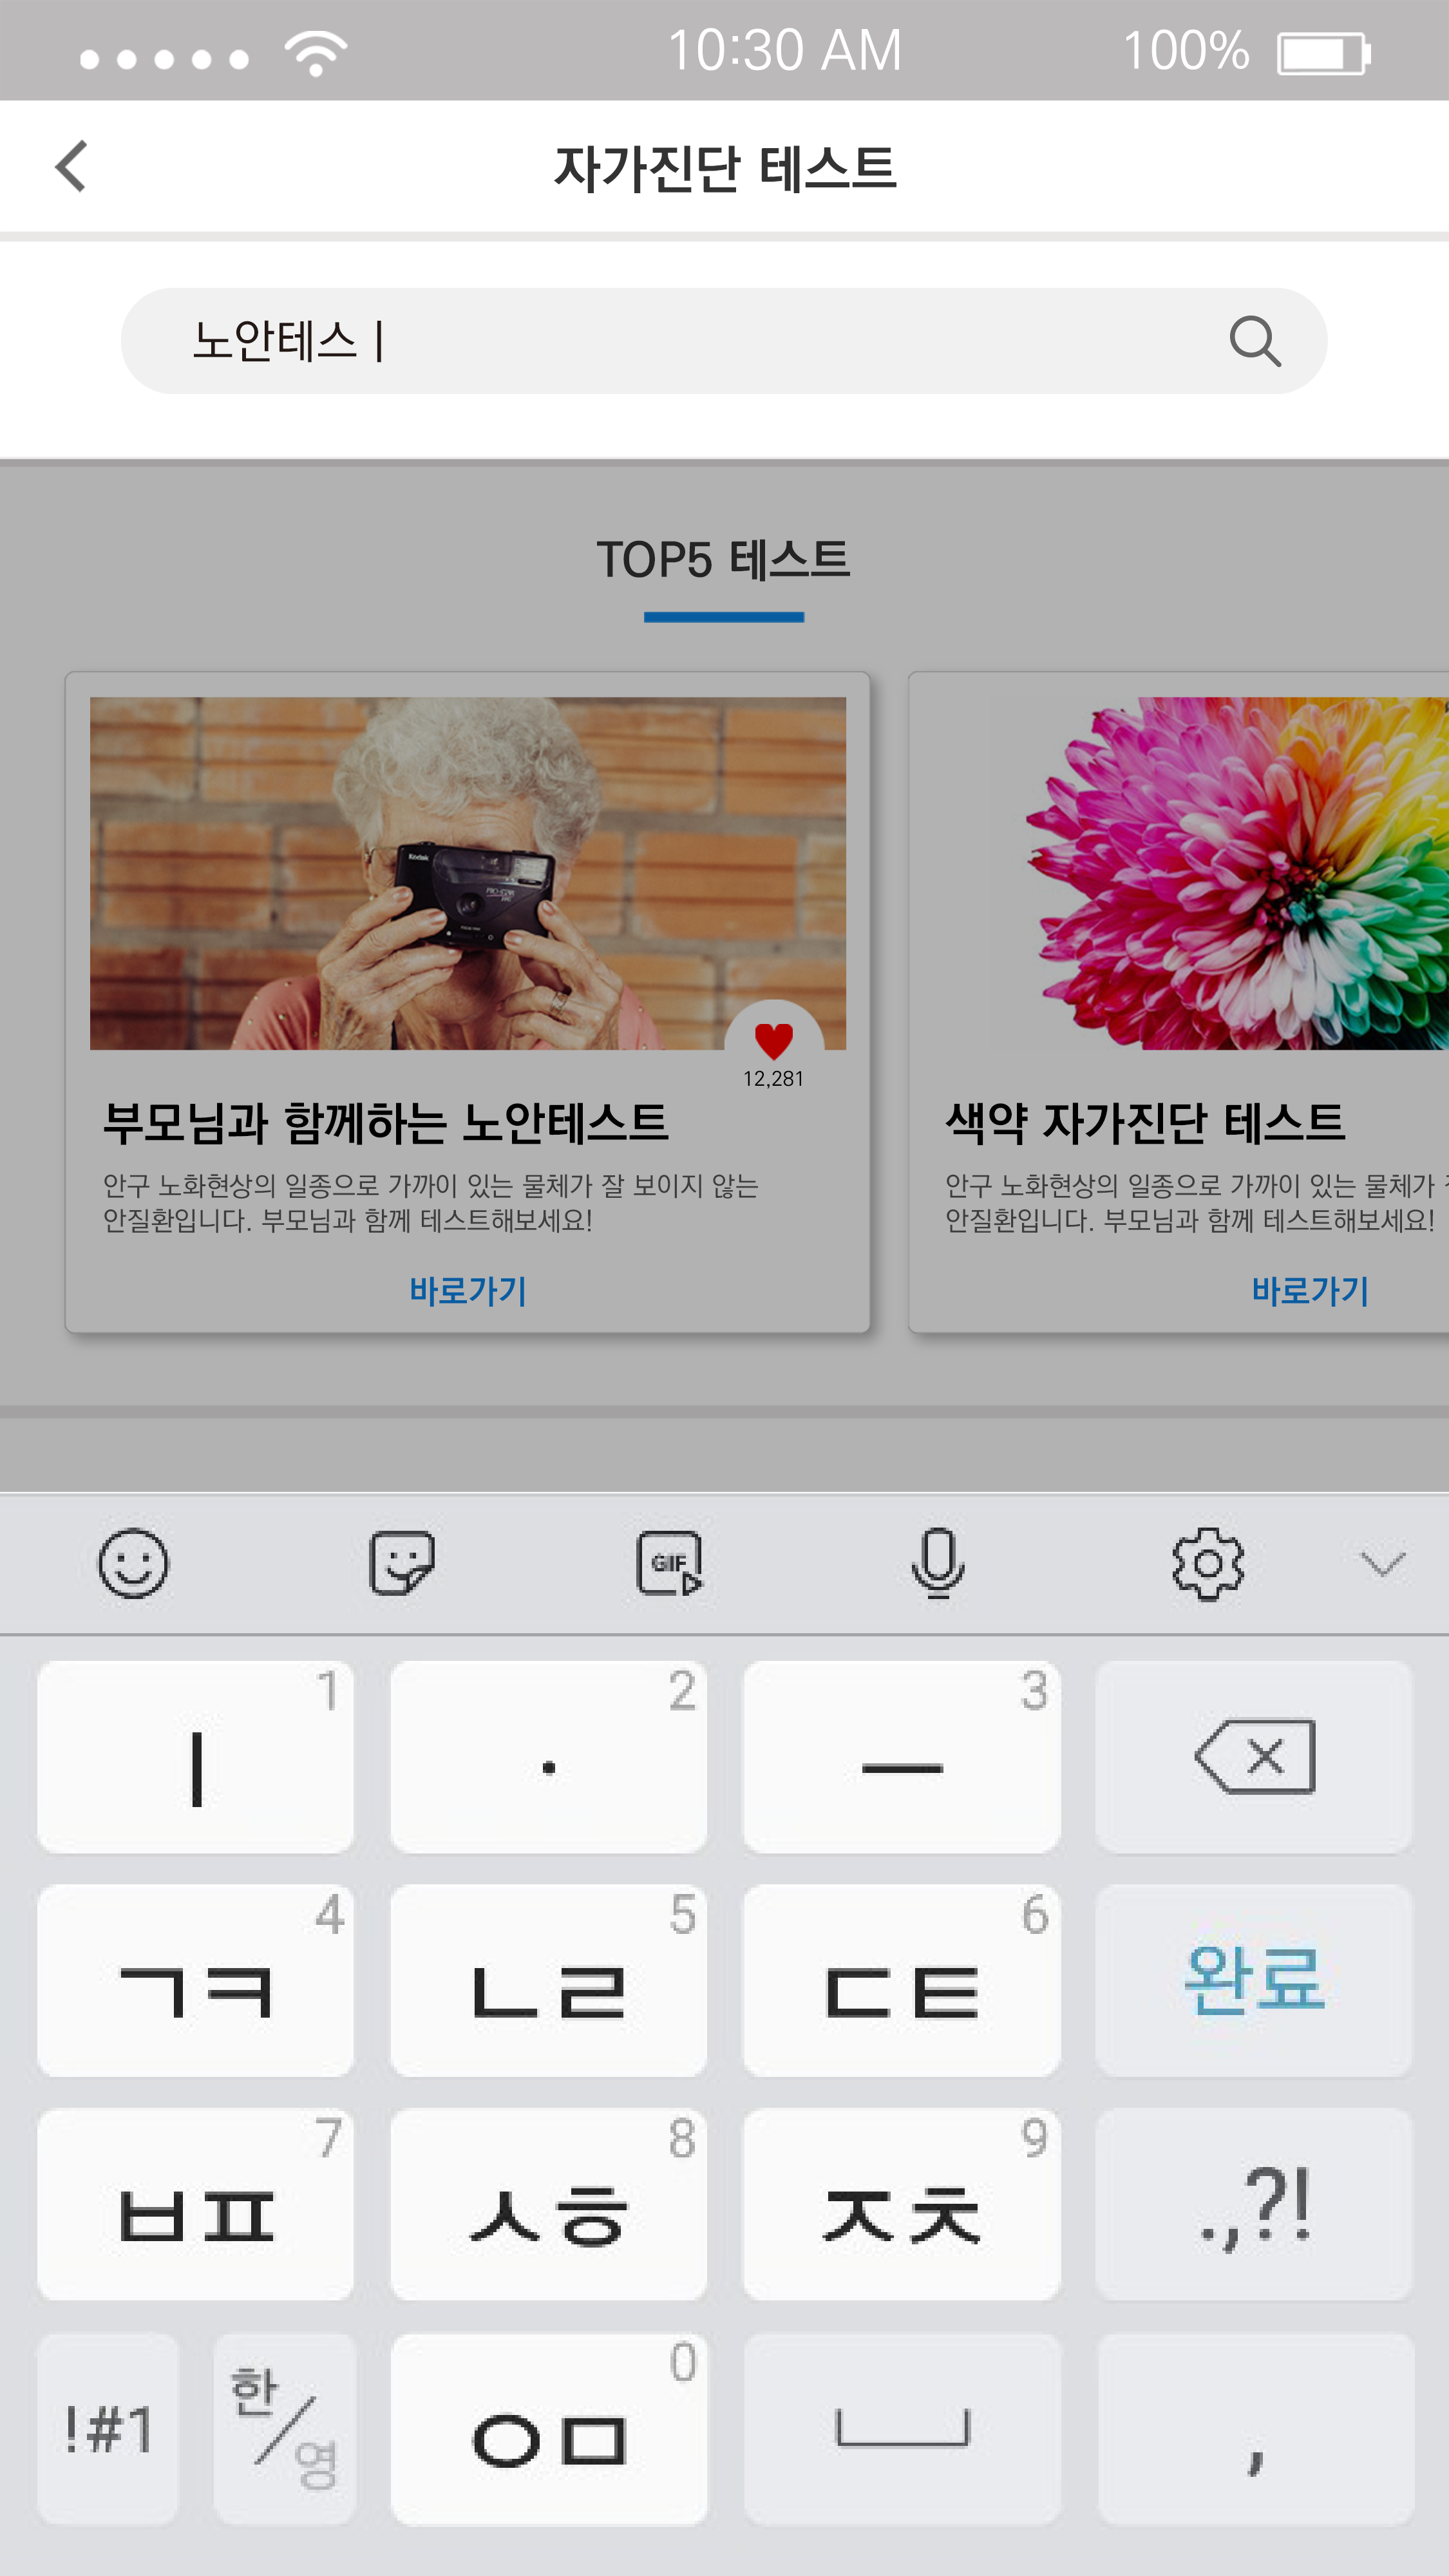 10:30 AM 100%
자가진단 테스트
노안테스
TOP5 테스트
Kodak
12,281
부모님과 함께하는 노안테스트
안구 노화현상의 일종으로 가까이 있는 물체가 잘 보이지 않는
안질환입니다. 부모님과 함께 테스트해보세요!
바로가기
색약 자가진단 테스트
안구 노화현상의 일종으로 가까이 있는 물체가
안질환입니다. 부모님과 함께 테스트해보세요!
바로가기
GIF
ㅣ 1 · 2 ㅡ 3
ㄱㅋ 4 ㄴㄹ 5 ㄷㅌ 6 완료
ㅂㅍ 7 ㅅㅎ 8 ㅈㅊ 9 .,?!
!#1 한/영 ㅇㅁ 0 ,